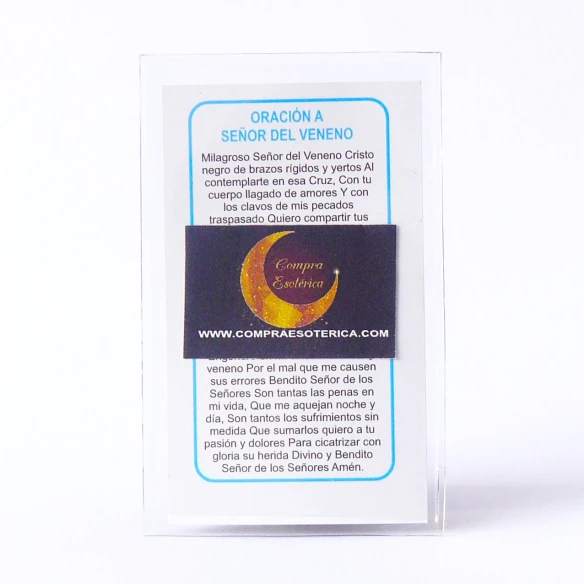 ORACIÓN A
SEÑOR DEL VENENO
Milagroso Señor del Veneno Cristo
negro de brazos rígidos y yertos Al
contemplarte en esa Cruz, Con tu
cuerpo llagado de amores Y con
los clavos de mis pecados
traspasado Quiero compartir tus
Compra
Esotérica
WWW.COMPRAESOTERICA.COM
veneno Por el mal que me causen
sus errores Bendito Señor de los
Señores Son tantas las penas en
mi vida, Que me aquejan noche y
día, Son tantos los sufrimientos sin
medida Que sumarlos quiero a tu
pasión y dolores Para cicatrizar con
gloria su herida Divino y Bendito
Señor de los Señores Amén.